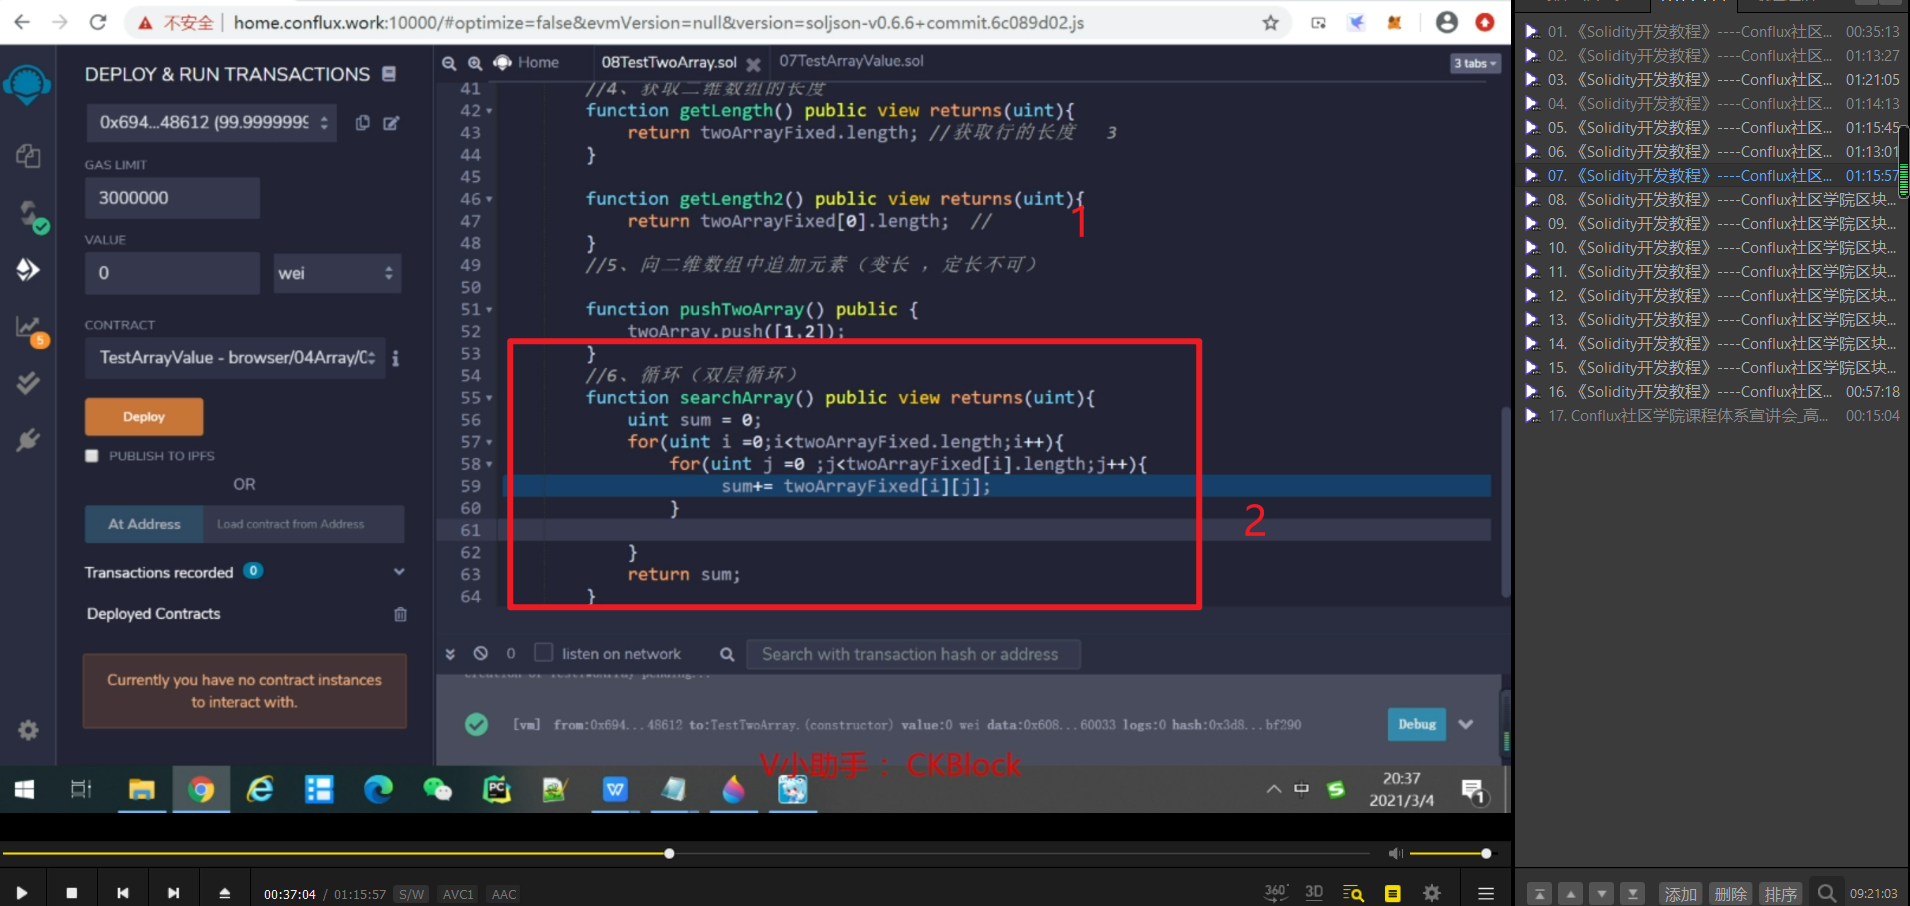 不安全 | home.conflux.work:10000/#optimize=false&evmVersion=null&version=soljson-v0.6.6+commit.6c089d02.js
DEPLOY & RUN TRANSACTIONS
0x694...48612 (99.9999999
GAS LIMIT
3000000
VALUE
0
wei
CONTRACT
TestArrayValue - browser/04Array/0
i
Deploy
PUBLISH TO IPFS
OR
At Address
Load contract from Address
Transactions recorded 0
Deployed Contracts
Currently you have no contract instances
to interact with.
5
Home
08TestTwoArray.sol
07TestArrayValue.sol
3 tabs
41 //4、获取二维数组的长度
42 function getLength() public view returns(uint){
43 return twoArrayFixed.length; //获取行的长度 3
44 }
45
46 function getLength2() public view returns(uint){
47 return twoArrayFixed[0].length; //
48 }
49 //5、向二维数组中追加元素（变长 ，定长不可）
50
51 function pushTwoArray() public {
52 twoArray.push([1,2]);
53 }
54 //6、循环（双层循环）
55 function searchArray() public view returns(uint){
56 uint sum = 0;
57 for(uint i =0;i<twoArrayFixed.length;i++){
58 for(uint j =0 ;j<twoArrayFixed[i].length;j++){
59 sum+= twoArrayFixed[i][j];
60 }
61
62 }
63 return sum;
64 }
1
2
0
listen on network
Search with transaction hash or address
creation of TestTwoArray pending...
[vm] from:0x694...48612 to:TestTwoArray.(constructor) value:0 wei data:0x608...60033 logs:0 hash:0x3d8...bf290
Debug
V小助手： CKBlock
中
20:37
2021/3/4
1
00:37:04 / 01:15:57 S/W AVC1 AAC
360°
3D
01. 《Solidity开发教程》----Conflux社区... 00:35:13
02. 《Solidity开发教程》----Conflux社区... 01:13:27
03. 《Solidity开发教程》----Conflux社区... 01:21:05
04. 《Solidity开发教程》----Conflux社区... 01:14:13
05. 《Solidity开发教程》----Conflux社区... 01:15:45
06. 《Solidity开发教程》----Conflux社区... 01:13:01
07. 《Solidity开发教程》----Conflux社区... 01:15:57
08. 《Solidity开发教程》----Conflux社区学院区块...
09. 《Solidity开发教程》----Conflux社区学院区块...
10. 《Solidity开发教程》----Conflux社区学院区块...
11. 《Solidity开发教程》----Conflux社区学院区块...
12. 《Solidity开发教程》----Conflux社区学院区块...
13. 《Solidity开发教程》----Conflux社区学院区块...
14. 《Solidity开发教程》----Conflux社区学院区块...
15. 《Solidity开发教程》----Conflux社区学院区块...
16. 《Solidity开发教程》----Conflux社区... 00:57:18
17. Conflux社区学院课程体系宣讲会_高... 00:15:04
添加 删除 排序 09:21:03